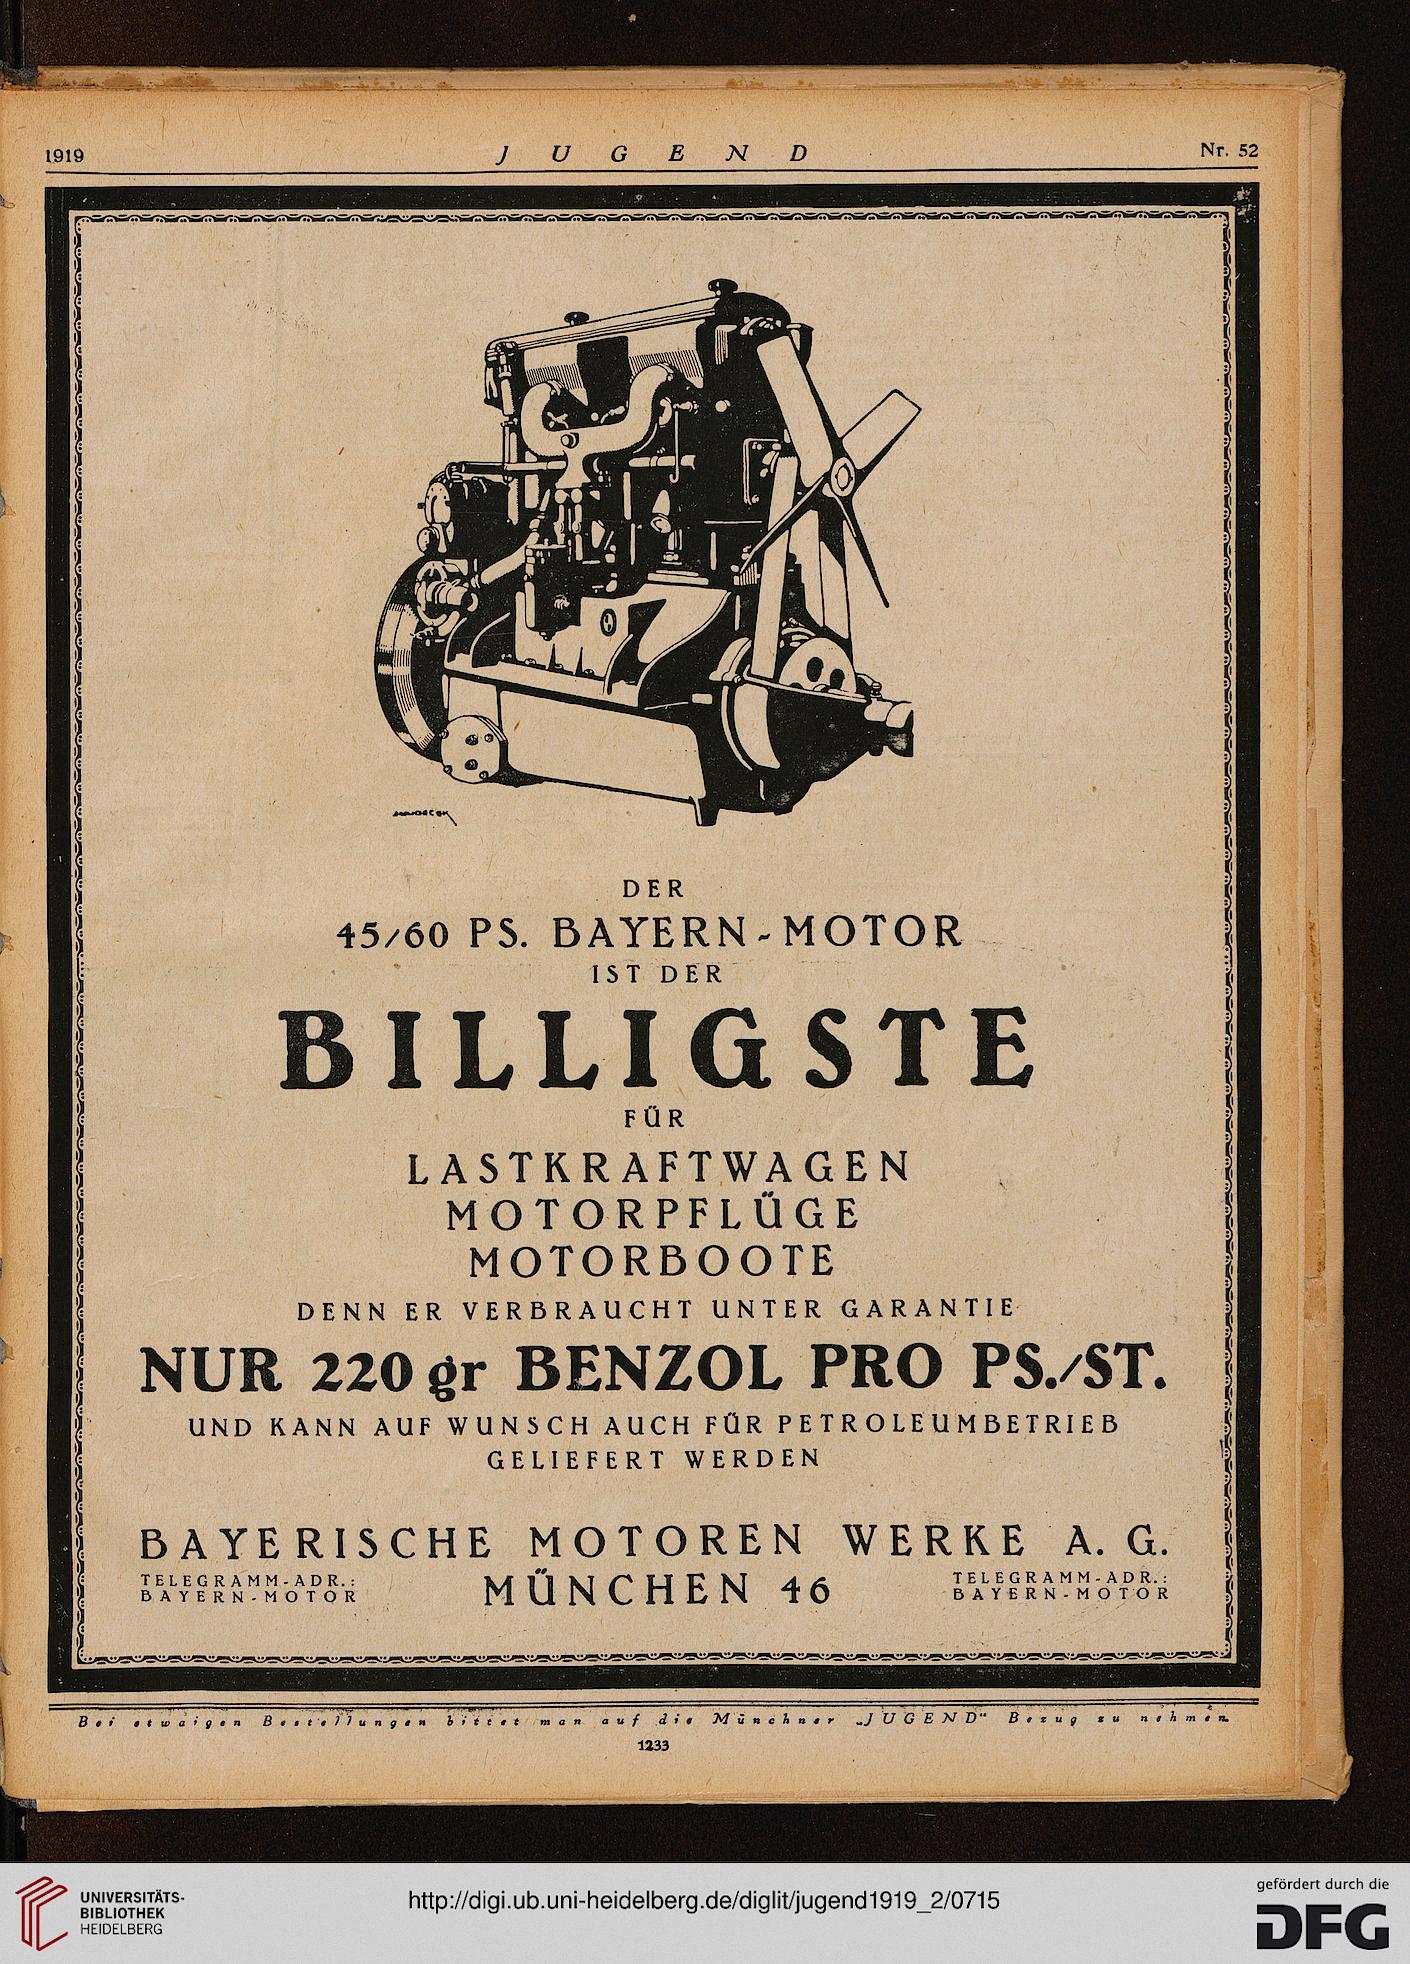 1919 JUGEND Nr. 52
DER
45/60 PS. BAYERN-MOTOR
IST DER
BILLIGSTE
FÜR
LASTKRAFTWAGEN
MOTORPFLÜGE
MOTORBOOTE
DENN ER VERBRAUCHT UNTER GARANTIE
NUR 220 gr BENZOL PRO PS./ST.
UND KANN AUF WUNSCH AUCH FÜR PETROLEUMBETRIEB
GELIEFERT WERDEN
BAYERISCHE MOTOREN WERKE A. G.
TELEGRAMM-ADR.:
BAYERN-MOTOR
MÜNCHEN 46
TELEGRAMM-ADR.:
BAYERN-MOTOR
Bei etwaigen Bestellungen bittet man auf die Münchner „JUGEND“ Bezug zu nehmen.
1233
UNIVERSITÄTS-
BIBLIOTHEK
HEIDELBERG
http://digi.ub.uni-heidelberg.de/diglit/jugend1919_2/0715
gefördert durch die
DFG